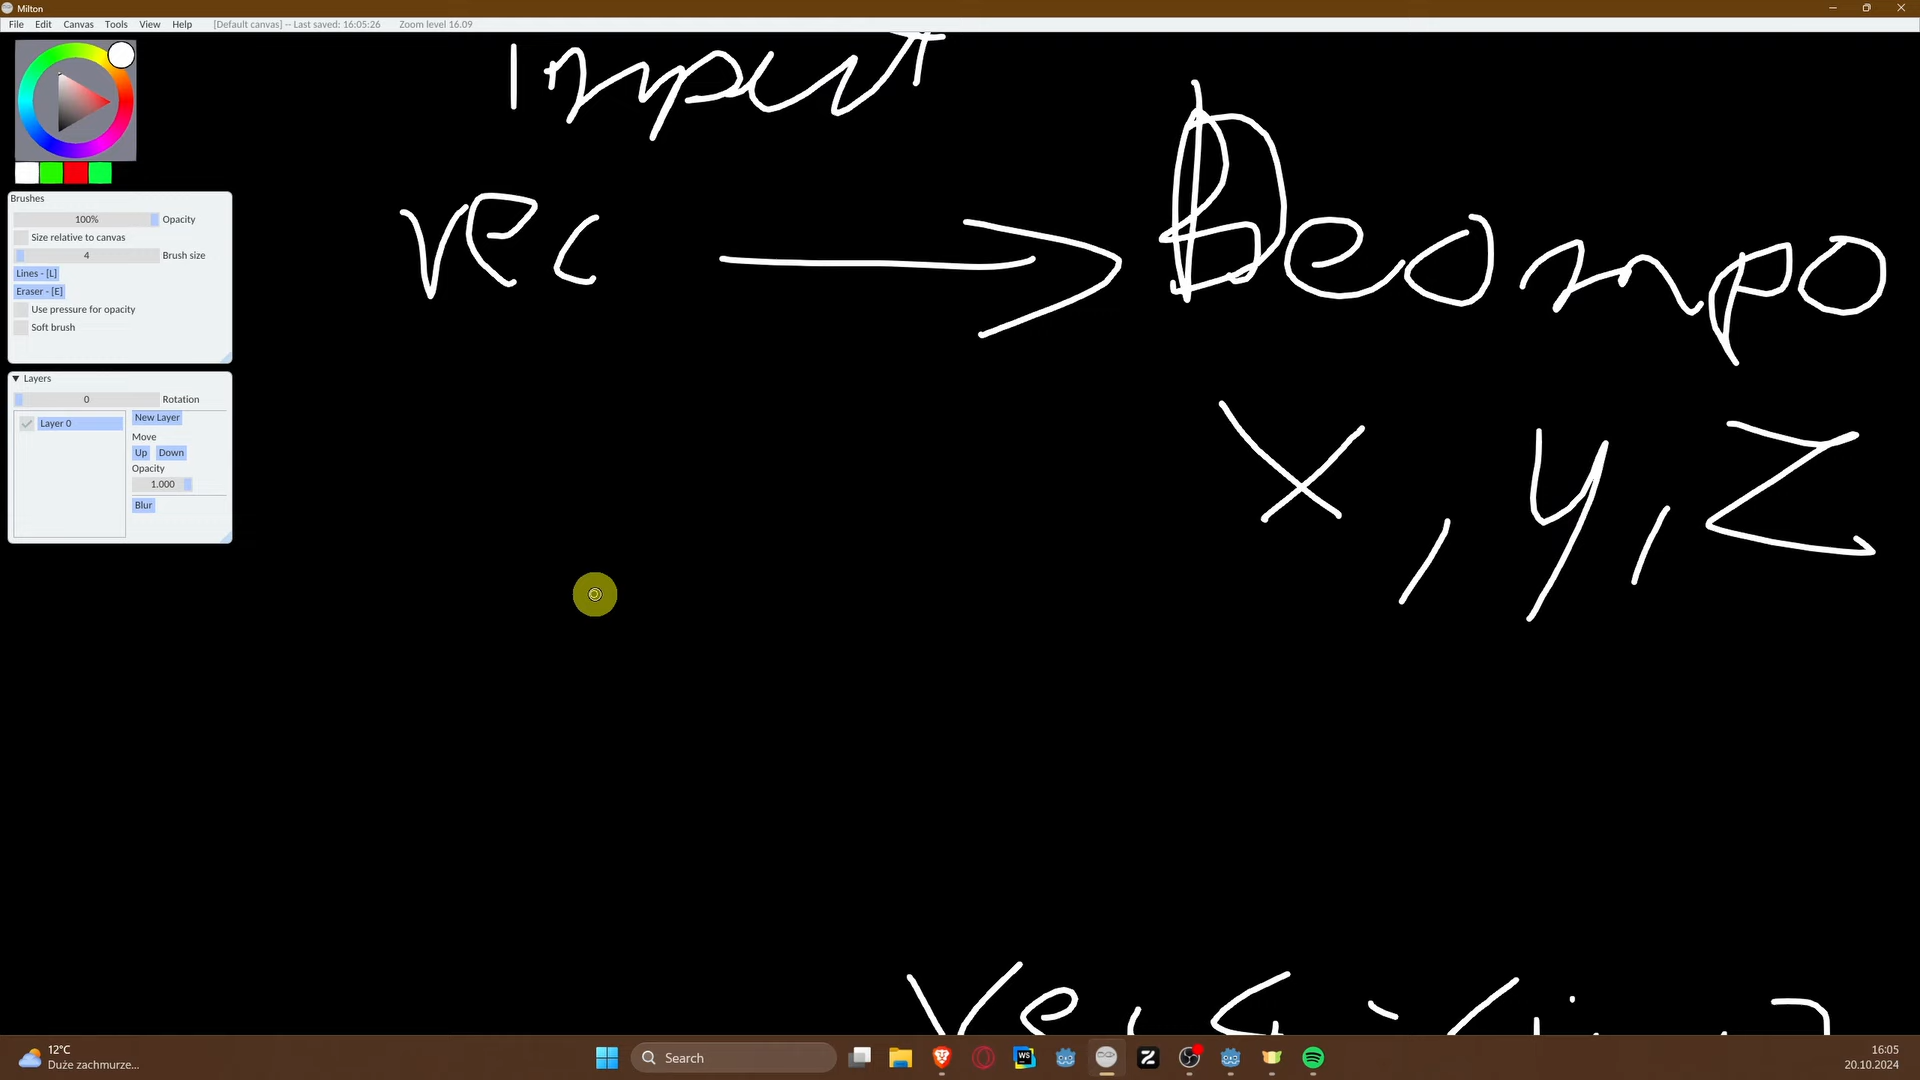 Milton
File Edit Canvas Tools View Help [Default canvas] -- Last saved: 16:05:26 Zoom level 16.09
Input
vec Deompo
x, y, z
Brushes
100% Opacity
Size relative to canvas
4 Brush size
Lines - [L]
Eraser - [E]
Use pressure for opacity
Soft brush
Layers
0 Rotation
Layer 0
New Layer
Move
Up Down
Opacity
1.000
Blur
12°C
Duże zachmurze...
Search
WS
16:05
20.10.2024